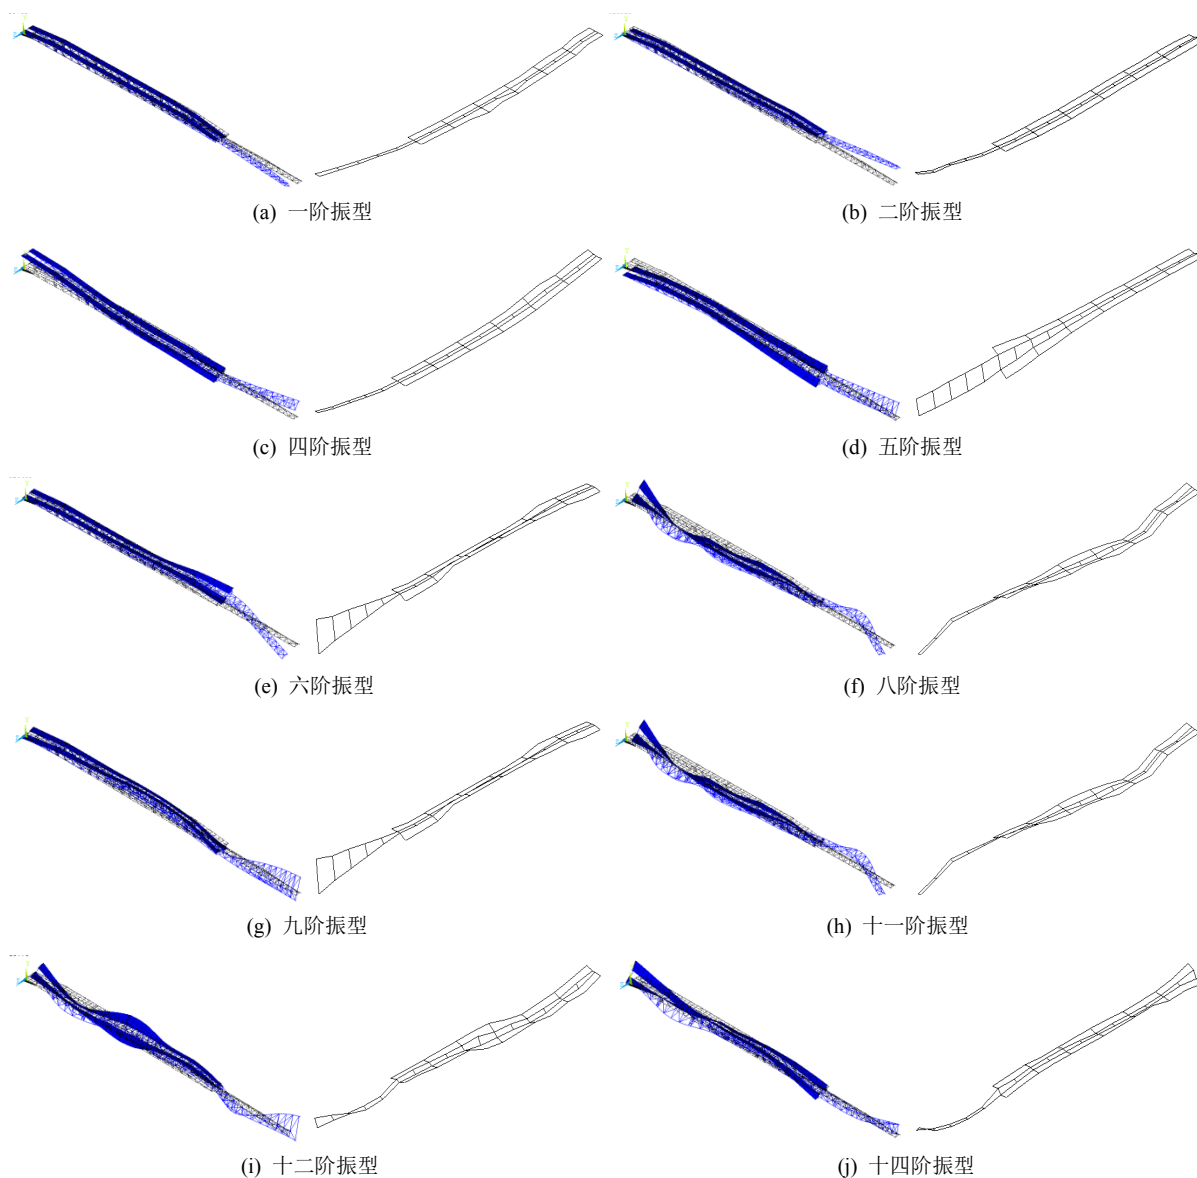 (a) 一阶振型
(b) 二阶振型
(c) 四阶振型
(d) 五阶振型
(e) 六阶振型
(f) 八阶振型
(g) 九阶振型
(h) 十一阶振型
(i) 十二阶振型
(j) 十四阶振型